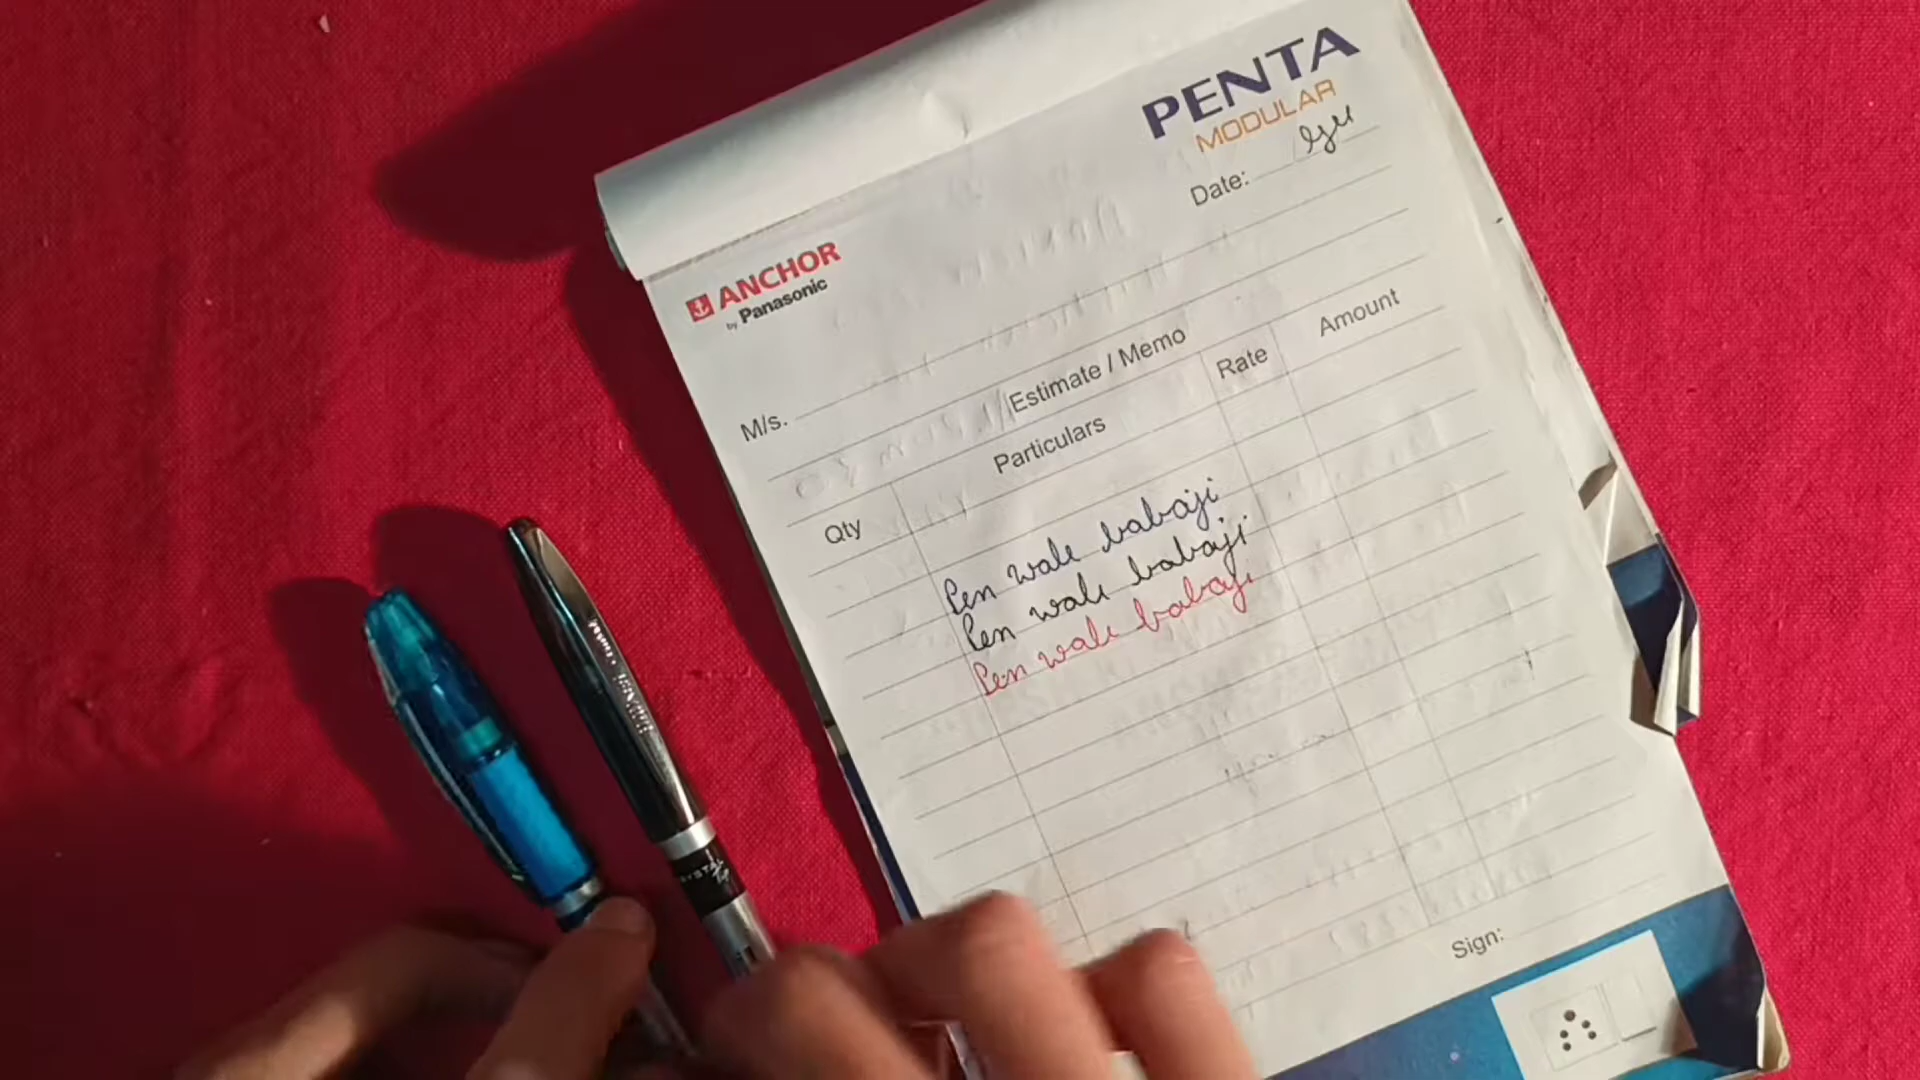 PENTA
MODULAR
Date:
ANCHOR
by Panasonic
M/s.
Estimate / Memo
Qty Particulars Rate Amount
Pen wale babaji
Pen wale babaji
Pen wale babaji
Sign: